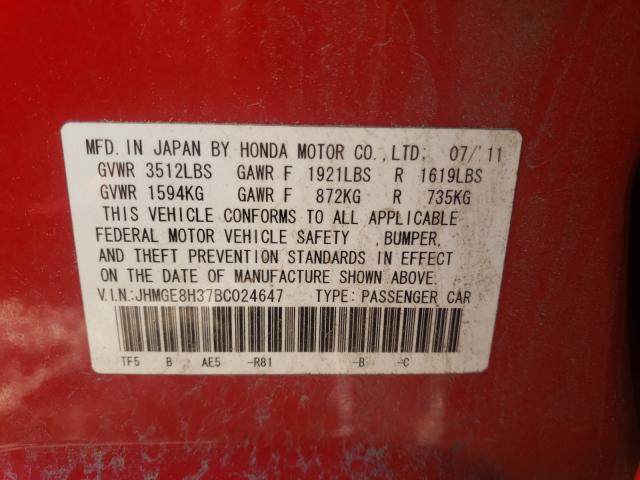 MFD. IN JAPAN BY HONDA MOTOR CO.,LTD; 07/'11
GVWR 3512LBS GAWR F 1921LBS R 1619LBS
GVWR 1594KG GAWR F 872KG R 735KG
THIS VEHICLE CONFORMS TO ALL APPLICABLE
FEDERAL MOTOR VEHICLE SAFETY ,BUMPER,
AND THEFT PREVENTION STANDARDS IN EFFECT
ON THE DATE OF MANUFACTURE SHOWN ABOVE.
V.I.N.:JHMGE8H37BC024647 TYPE: PASSENGER CAR
TF5 B AE5 -R81 -B -C